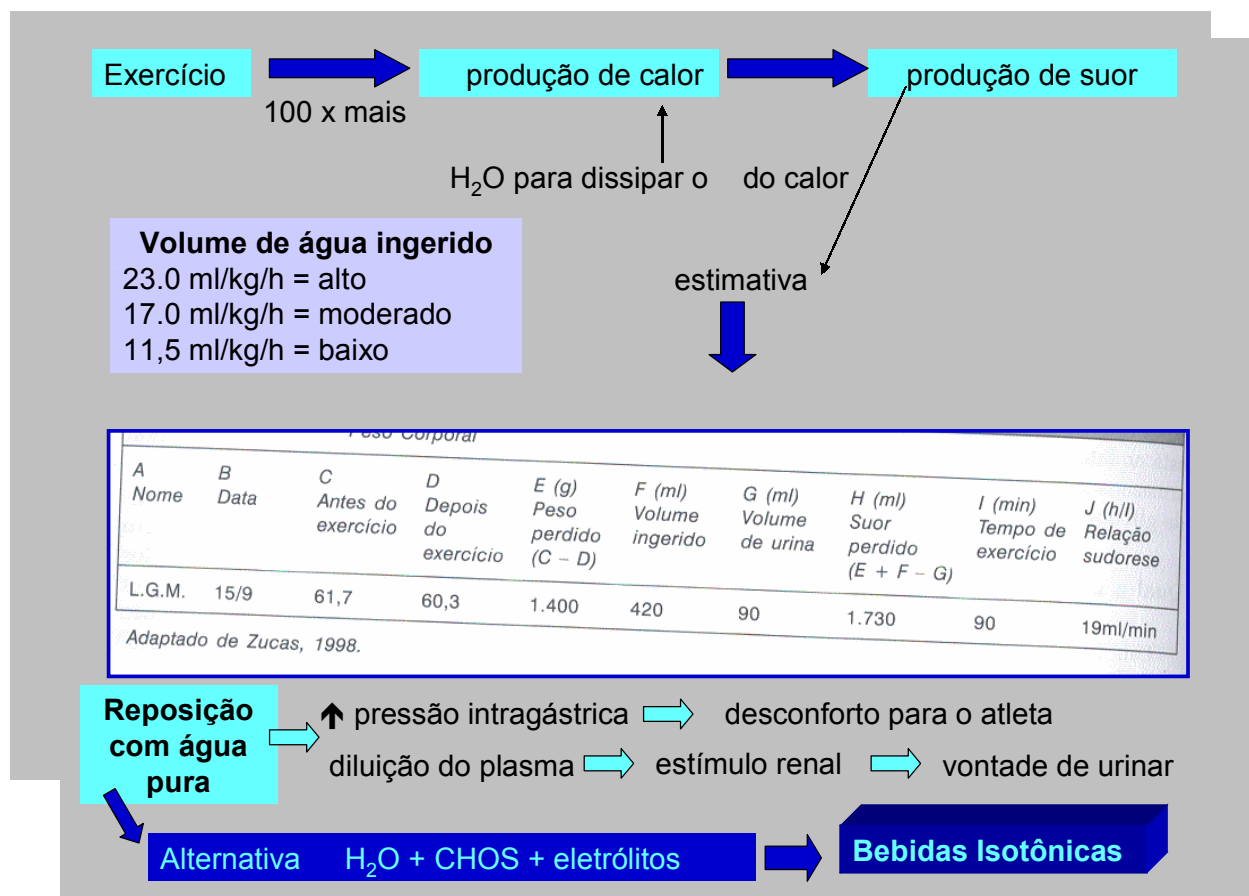 Exercício
produção de calor
produção de suor
100 x mais
H₂O para dissipar o do calor
Volume de água ingerido
23.0 ml/kg/h = alto
17.0 ml/kg/h = moderado
11,5 ml/kg/h = baixo
estimativa
Peso Corporal
A
Nome
B
Data
C
Antes do
exercício
D
Depois
do
exercício
E (g)
Peso
perdido
(C – D)
F (ml)
Volume
ingerido
G (ml)
Volume
de urina
H (ml)
Suor
perdido
(E + F – G)
I (min)
Tempo de
exercício
J (h/l)
Relação
sudorese
L.G.M. 15/9 61,7 60,3 1.400 420 90 1.730 90 19ml/min
Adaptado de Zucas, 1998.
Reposição
com água
pura
↑ pressão intragástrica
desconforto para o atleta
diluição do plasma
estímulo renal
vontade de urinar
Alternativa H₂O + CHOS + eletrólitos
Bebidas Isotônicas